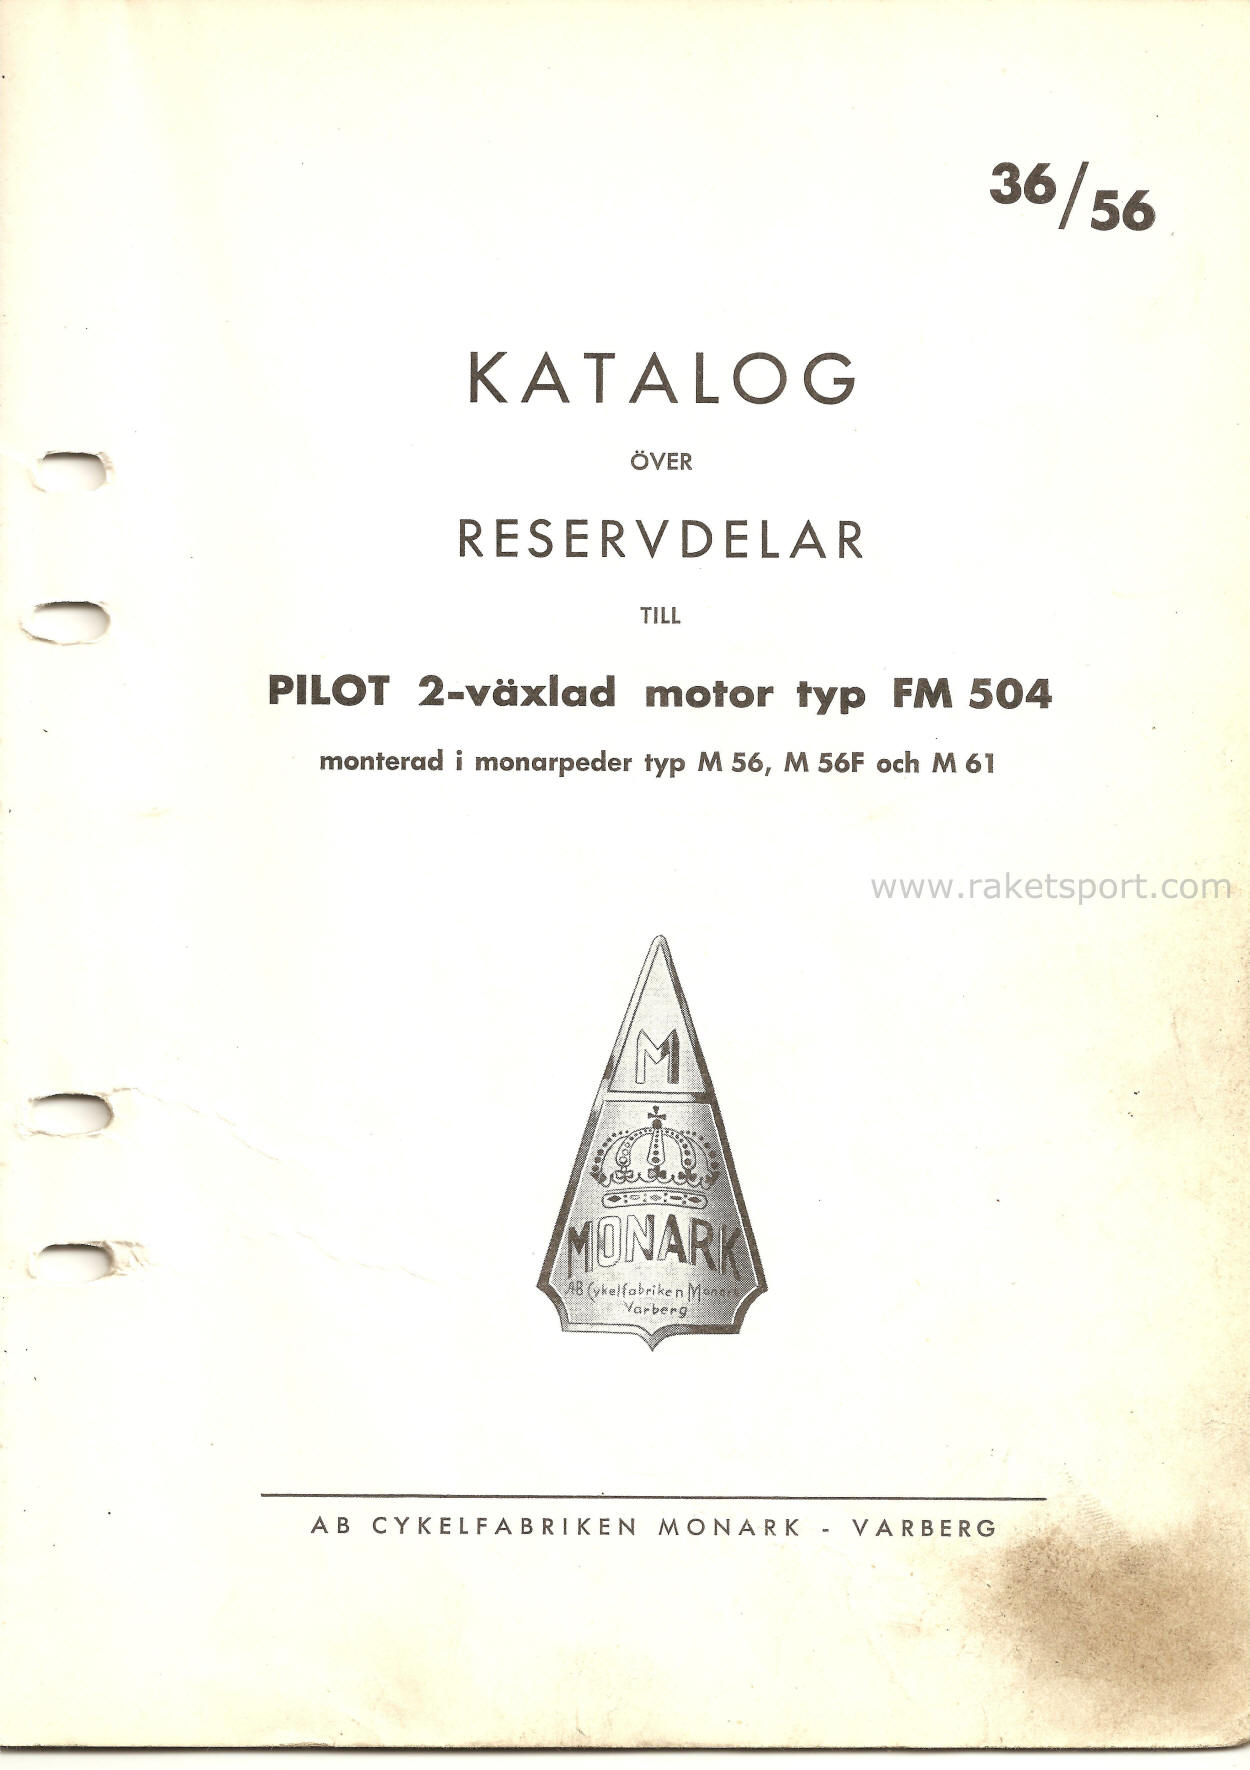 36/56
KATALOG
ÖVER
RESERVDELAR
TILL
PILOT 2-växlad motor typ FM 504
monterad i monarpeder typ M 56, M 56F och M 61
www.raketsport.com
M
MONARK
AB Cykelfabriken Monark
Varberg
AB CYKELFABRIKEN MONARK - VARBERG